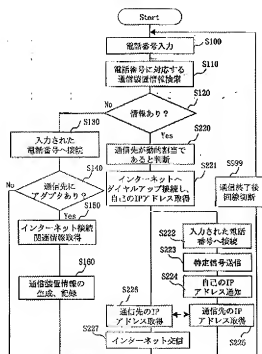 Start
電話番号入力
S100
電話番号に対応する
通信装置情報検索
S110
情報あり？
S120
No
Yes
S130
入力された
電話番号へ接続
S220
通信先が動的割当で
あると判断
S140
通信先に
アダプタあり？
No
Yes
S221
インターネットへ
ダイヤルアップ接続し、
自己のIPアドレス取得
S599
通信終了後
回線切断
S150
インターネット接続
関連情報取得
S222
入力された電話
番号へ接続
S223
特定信号送信
S160
通信装置情報の
生成、記録
S224
自己のIP
アドレス通知
S226
通信先のIP
アドレス取得
通信先のIP
アドレス取得
S227
インターネット交信